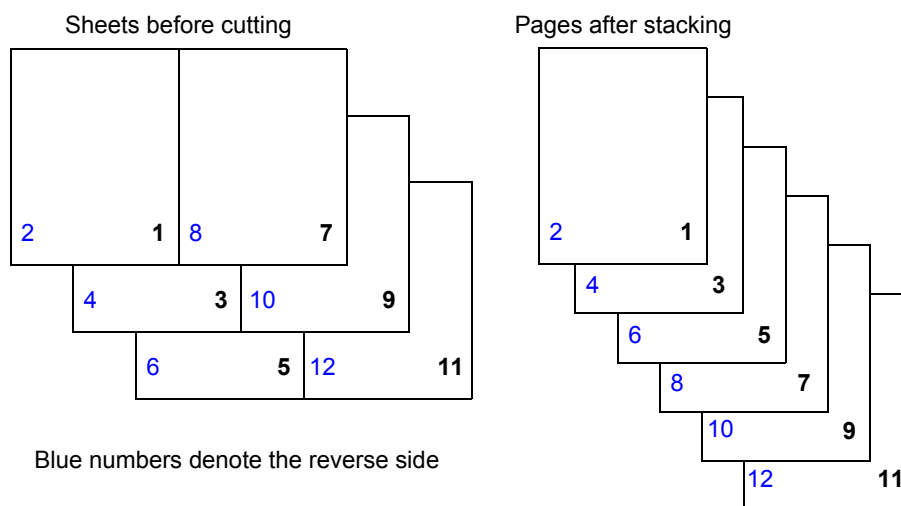 Sheets before cutting
2 1 8 7
4 3 10 9
6 5 12 11
Blue numbers denote the reverse side
Pages after stacking
2 1
4 3
6 5
8 7
10 9
12 11